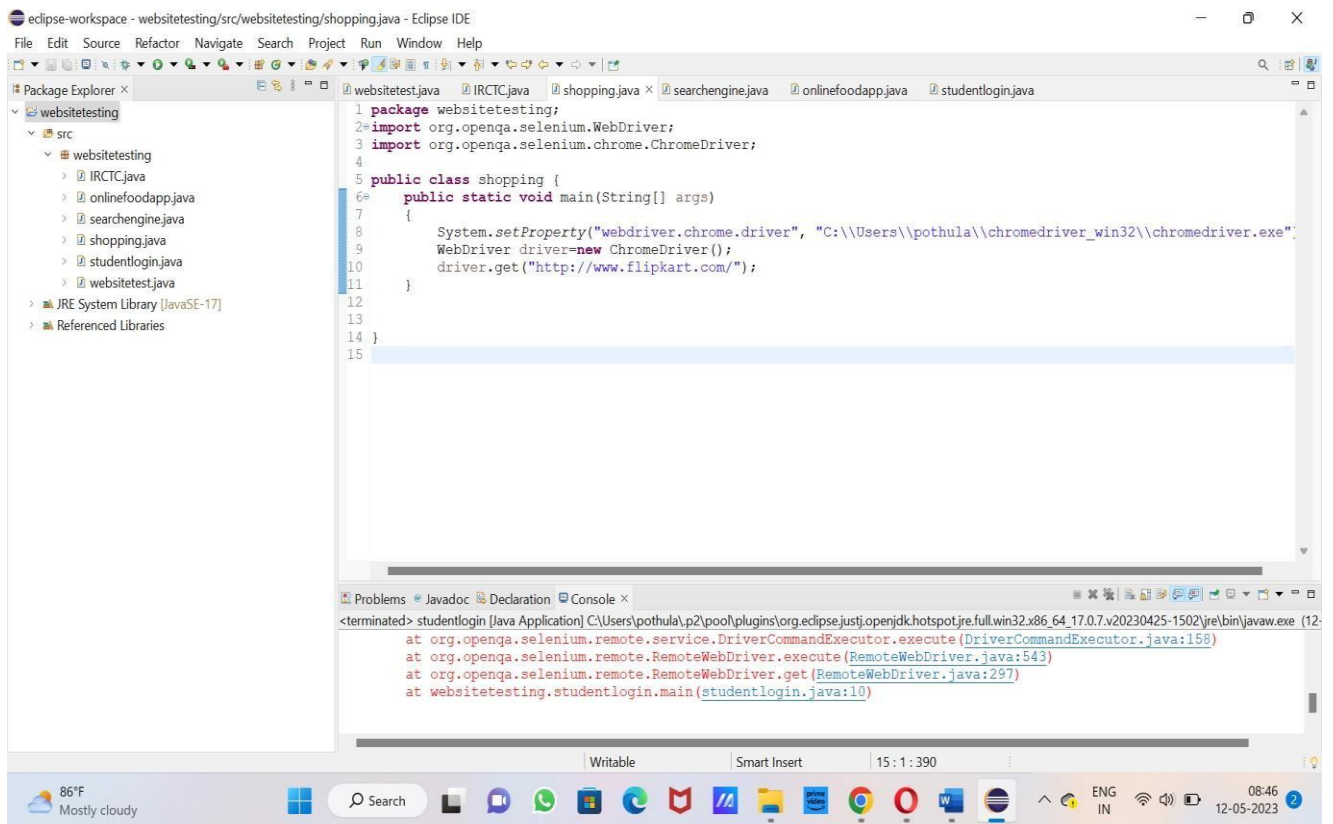 eclipse-workspace - websitetesting/src/websitetesting/shopping.java - Eclipse IDE
File Edit Source Refactor Navigate Search Project Run Window Help
Package Explorer
websitetest.java IRCTC.java shopping.java searchengine.java onlinefoodapp.java studentlogin.java
websitetesting
src
websitetesting
IRCTC.java
onlinefoodapp.java
searchengine.java
shopping.java
studentlogin.java
websitetest.java
JRE System Library [JavaSE-17]
Referenced Libraries
1 package websitetesting;
2 import org.openqa.selenium.WebDriver;
3 import org.openqa.selenium.chrome.ChromeDriver;
4
5 public class shopping {
6 public static void main(String[] args)
7 {
8 System.setProperty("webdriver.chrome.driver", "C:\\Users\\pothula\\chromedriver_win32\\chromedriver.exe")
9 WebDriver driver=new ChromeDriver();
10 driver.get("http://www.flipkart.com/");
11 }
12
13
14 }
15
Problems Javadoc Declaration Console
<terminated> studentlogin [Java Application] C:\Users\pothula\.p2\pool\plugins\org.eclipse.justj.openjdk.hotspot.jre.full.win32.x86_64_17.0.7.v20230425-1502\jre\bin\javaw.exe (12-
at org.openqa.selenium.remote.service.DriverCommandExecutor.execute(DriverCommandExecutor.java:158)
at org.openqa.selenium.remote.RemoteWebDriver.execute(RemoteWebDriver.java:543)
at org.openqa.selenium.remote.RemoteWebDriver.get(RemoteWebDriver.java:297)
at websitetesting.studentlogin.main(studentlogin.java:10)
Writable Smart Insert 15 : 1 : 390
86°F
Mostly cloudy
Search
prime video
ENG
IN
08:46
12-05-2023
2